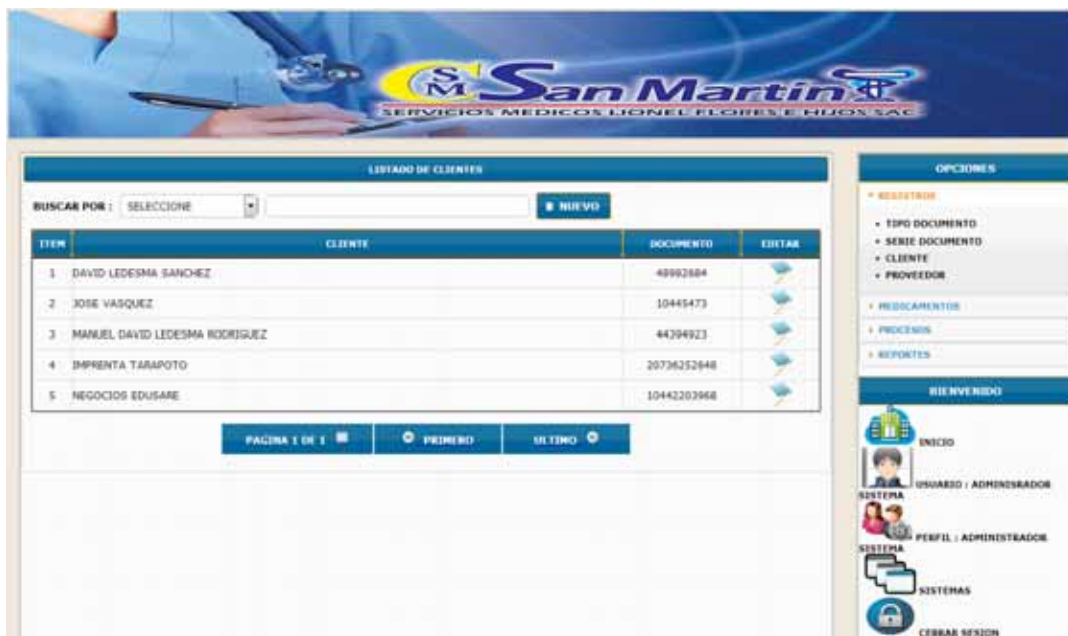 SM San Martin
SERVICIOS MEDICOS LIONEL FLORES E HIJOS SAC
LISTADO DE CLIENTES
BUSCAR POR : SELECCIONE NUEVO
ITEM CLIENTE DOCUMENTO EDITAR
1 DAVID LEDESMA SANCHEZ 48992684
2 JOSE VASQUEZ 10445473
3 MANUEL DAVID LEDESMA RODRIGUEZ 44394923
4 IMPRENTA TARAPOTO 20736252648
5 NEGOCIOS EDUSARE 10442203968
PAGINA 1 DE 1 PRIMERO ULTIMO
OPCIONES
REGISTROS
TIPO DOCUMENTO
SERIE DOCUMENTO
CLIENTE
PROVEEDOR
MEDICAMENTOS
PROCESOS
REPORTES
BIENVENIDO
INICIO
USUARIO : ADMINISRADOR
SISTEMA
PERFIL : ADMINISTRADOR
SISTEMA
SISTEMAS
CERRAR SESION